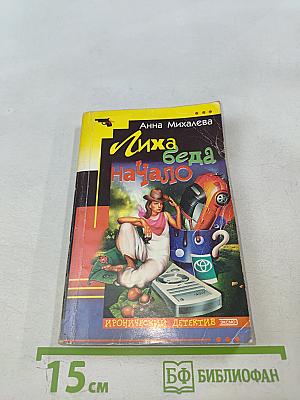 Анна Михалева
Лиха
беда
начало
?
ИРОНИЧЕСКИЙ ДЕТЕКТИВ
15 см
БФ БИБЛИОФАН